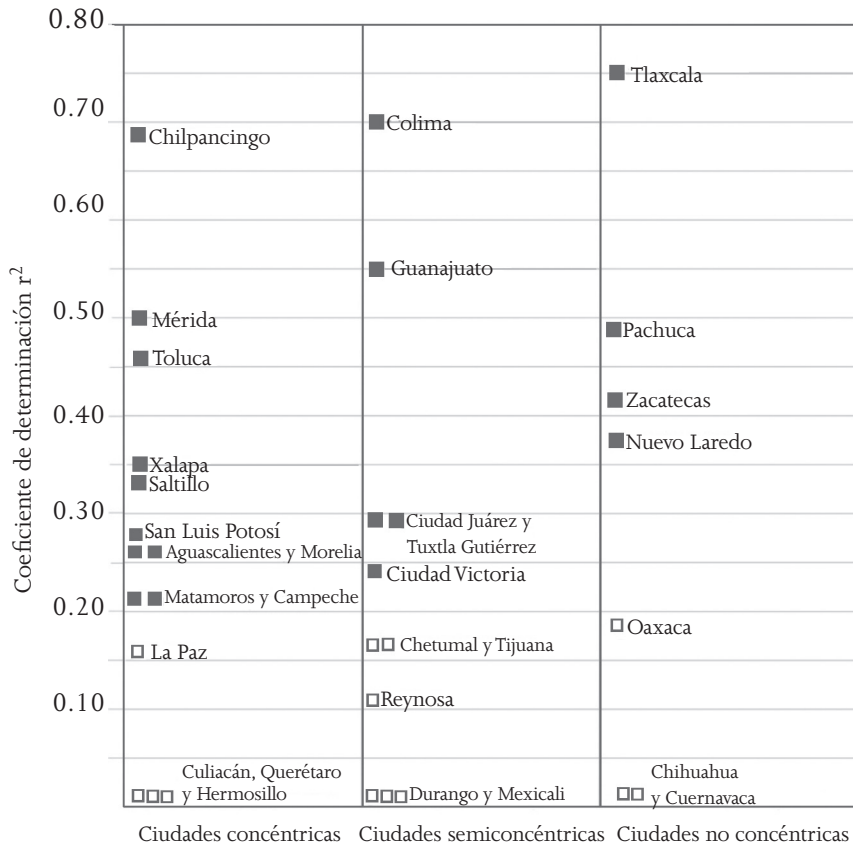 0.80
0.70
0.60
0.50
0.40
0.30
0.20
0.10
Coeficiente de determinación r²
Chilpancingo
Mérida
Toluca
Xalapa
Saltillo
San Luis Potosí
Aguascalientes y Morelia
Matamoros y Campeche
La Paz
Culiacán, Querétaro
y Hermosillo
Colima
Guanajuato
Ciudad Juárez y
Tuxtla Gutiérrez
Ciudad Victoria
Chetumal y Tijuana
Reynosa
Durango y Mexicali
Tlaxcala
Pachuca
Zacatecas
Nuevo Laredo
Oaxaca
Chihuahua
y Cuernavaca
Ciudades concéntricas
Ciudades semiconcéntricas
Ciudades no concéntricas